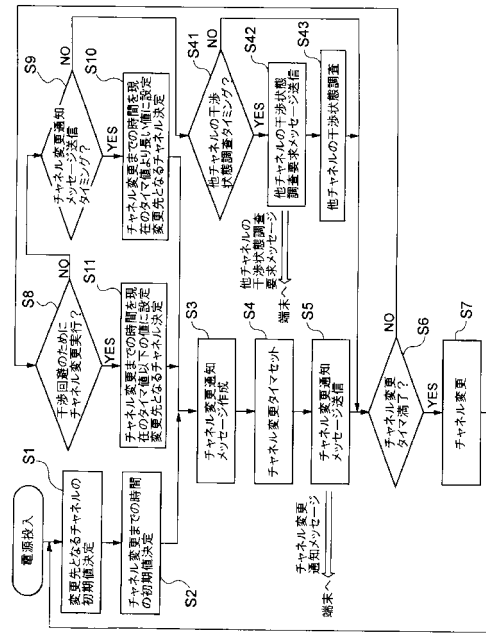 電源投入
S1
変更先となるチャネルの
初期値決定
チャネル変更までの時間
の初期値決定
S2
S8
干渉回避のために
チャネル変更実行？
NO
YES
S11
チャネル変更までの時間を現
在のタイマ値以下の値に設定
変更先となるチャネル決定
S9
チャネル変更通知
メッセージ送信
タイミング？
NO
YES
S10
チャネル変更までの時間を現
在のタイマ値より長い値に設定
変更先となるチャネル決定
S3
チャネル変更通知
メッセージ作成
S4
チャネル変更タイマセット
S5
チャネル変更通知
メッセージ送信
チャネル変更
通知メッセージ
端末へ
S6
チャネル変更
タイマ満了？
NO
YES
S7
チャネル変更
S41
他チャネルの干渉
状態調査タイミング？
NO
YES
S42
他チャネルの干渉状態
調査要求メッセージ送信
他チャネルの
干渉状態調査
要求メッセージ
端末へ
S43
他チャネルの干渉状態調査